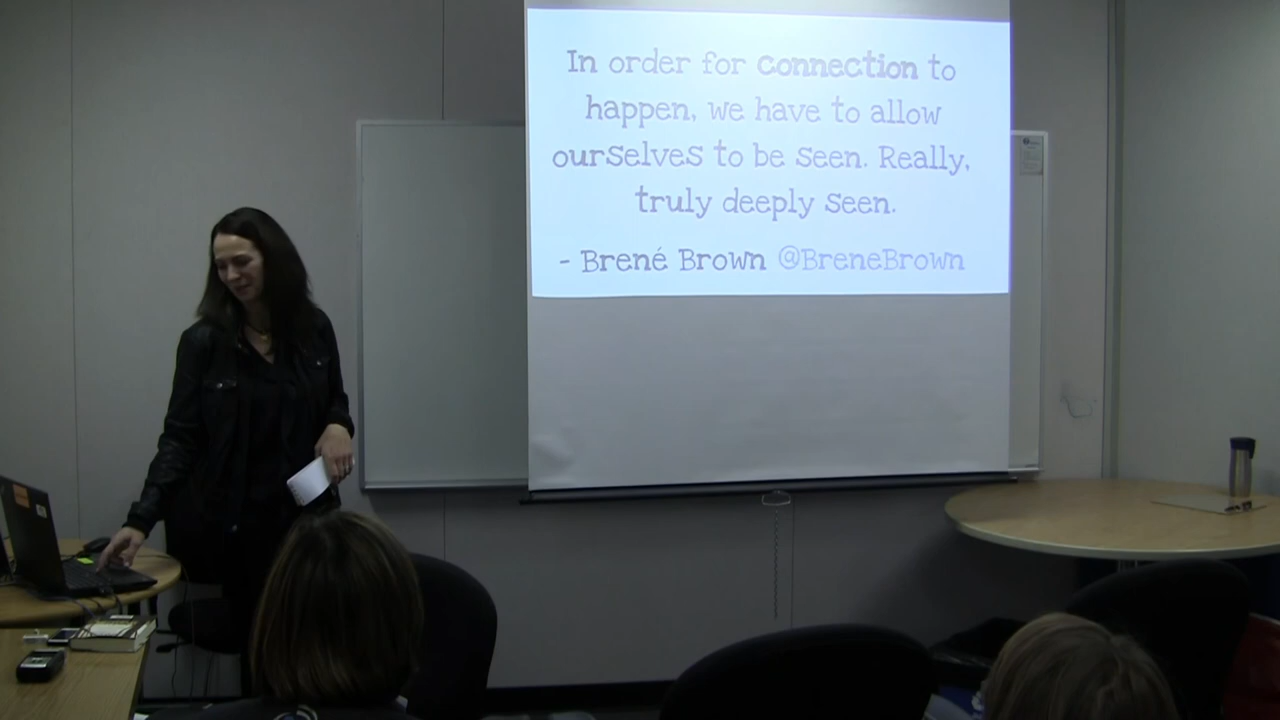 In order for connection to
happen, we have to allow
ourselves to be seen. Really,
truly deeply seen.
- Brené Brown @BreneBrown